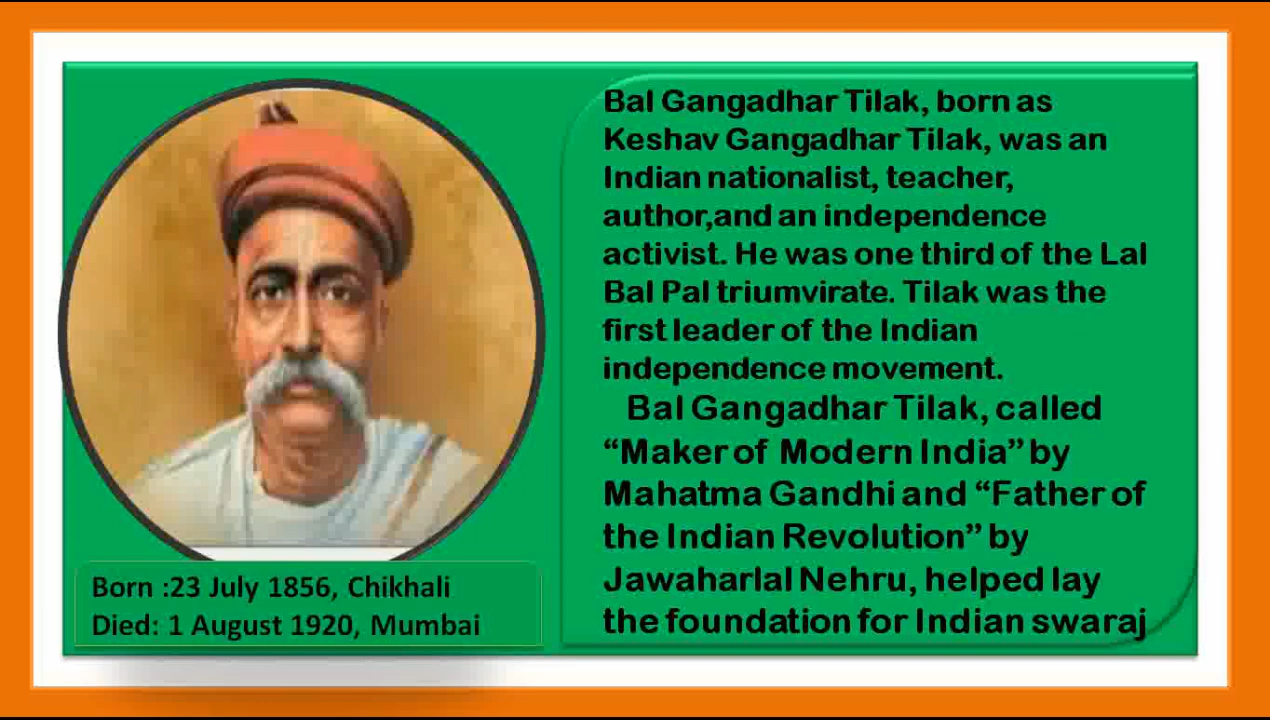 Bal Gangadhar Tilak, born as
Keshav Gangadhar Tilak, was an
Indian nationalist, teacher,
author,and an independence
activist. He was one third of the Lal
Bal Pal triumvirate. Tilak was the
first leader of the Indian
independence movement.
Bal Gangadhar Tilak, called
“Maker of Modern India” by
Mahatma Gandhi and “Father of
the Indian Revolution” by
Jawaharlal Nehru, helped lay
the foundation for Indian swaraj
Born :23 July 1856, Chikhali
Died: 1 August 1920, Mumbai